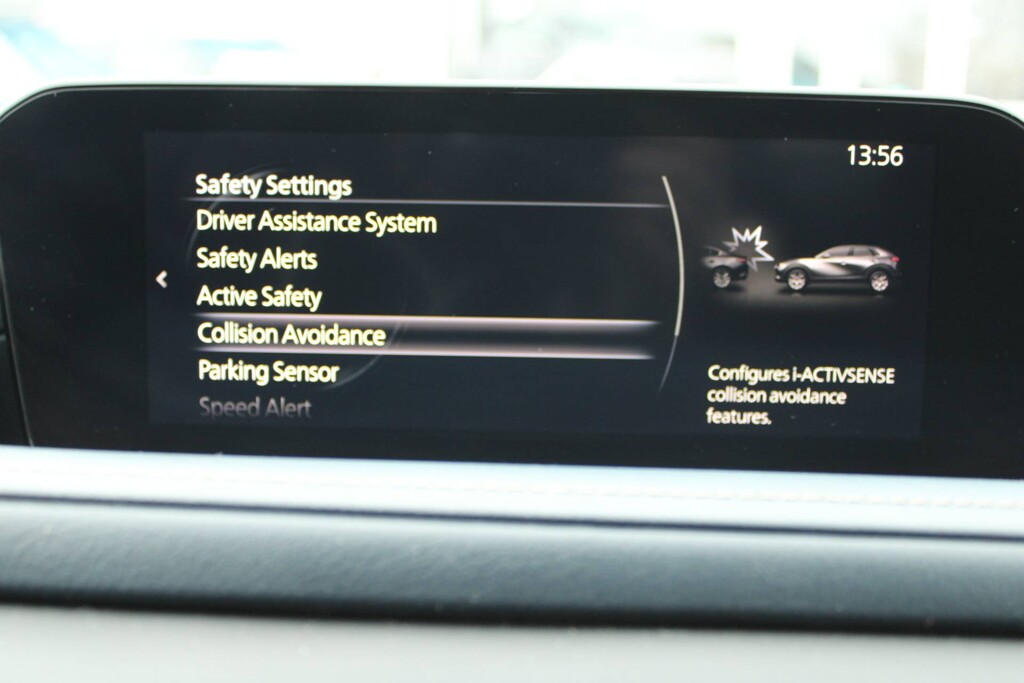 13:56
Safety Settings
Driver Assistance System
Safety Alerts
Active Safety
Collision Avoidance
Parking Sensor
Speed Alert
Configures i-ACTIVSENSE
collision avoidance
features.